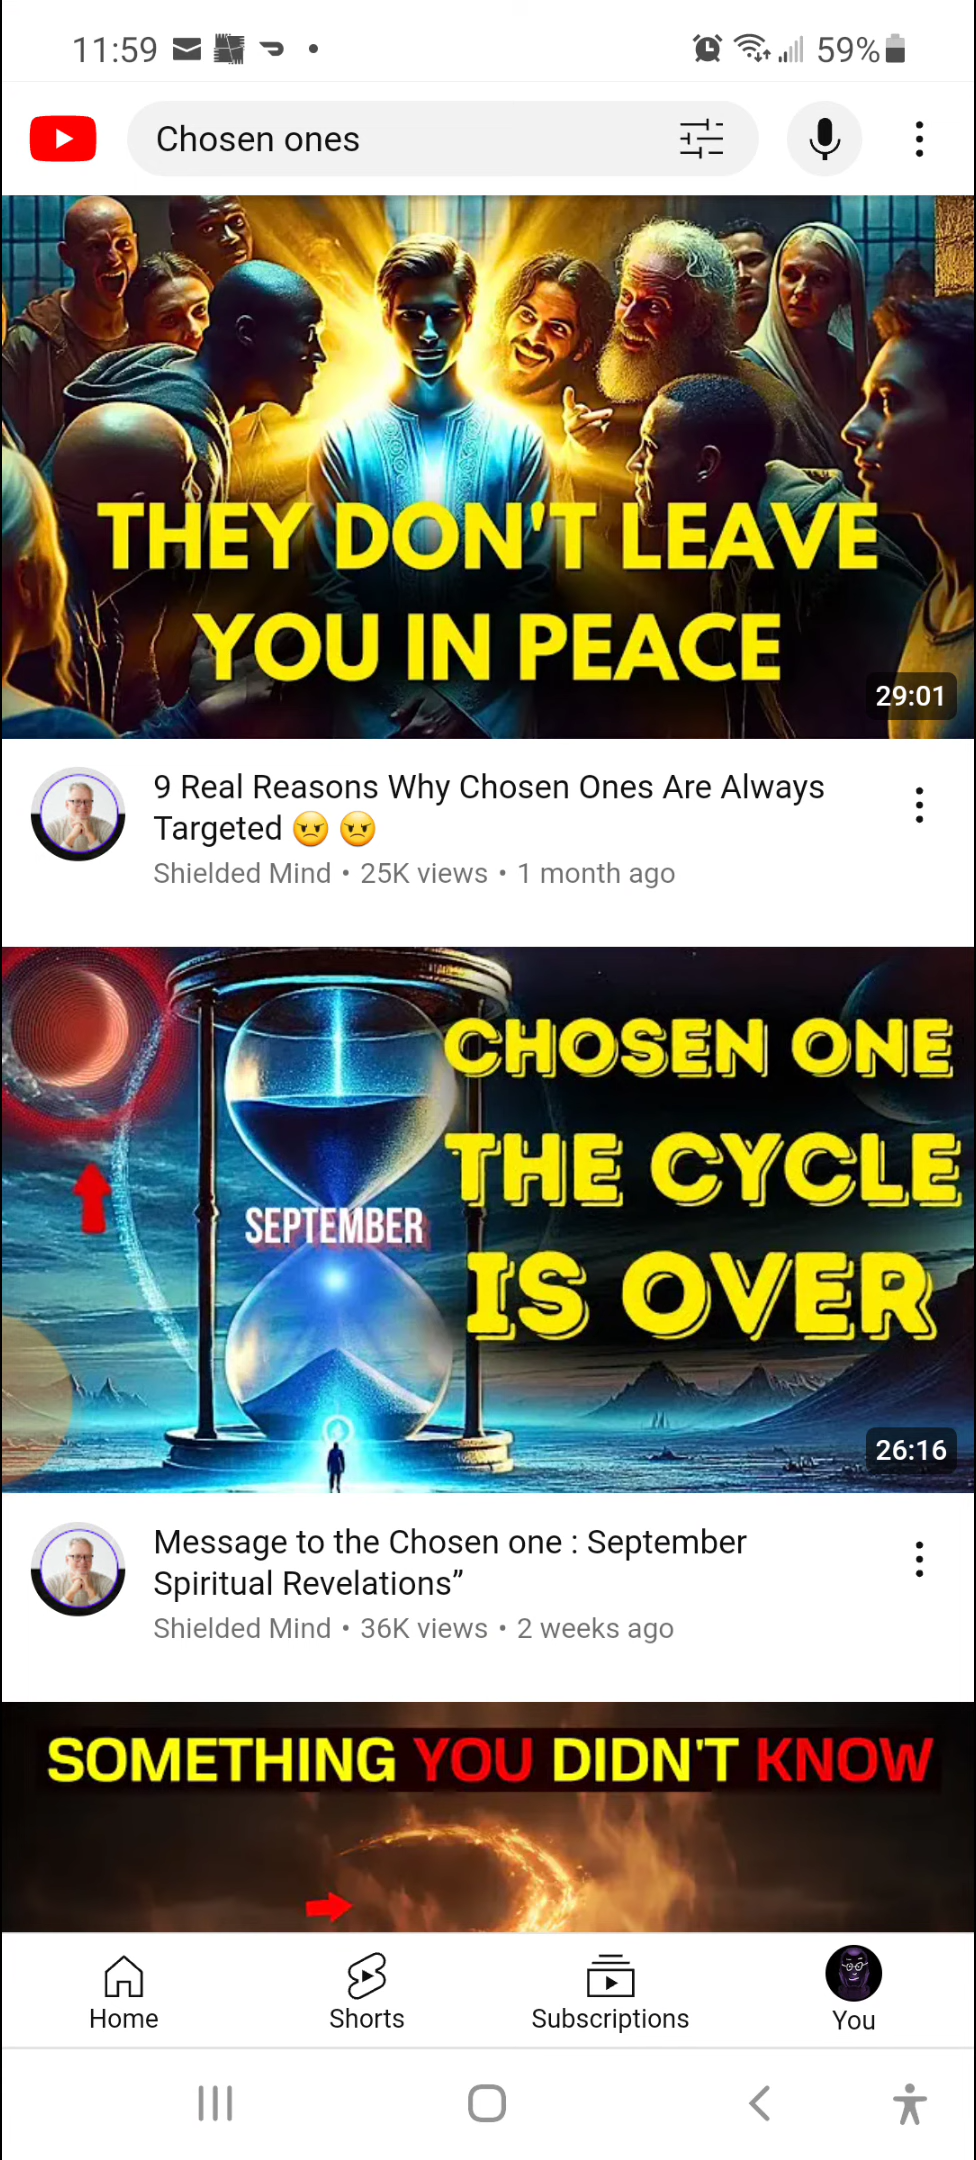 11:59
59%
Chosen ones
THEY DON'T LEAVE
YOU IN PEACE
29:01
9 Real Reasons Why Chosen Ones Are Always
Targeted 😠 😠
Shielded Mind • 25K views • 1 month ago
CHOSEN ONE
THE CYCLE
IS OVER
SEPTEMBER
26:16
Message to the Chosen one : September
Spiritual Revelations”
Shielded Mind • 36K views • 2 weeks ago
SOMETHING YOU DIDN'T KNOW
Home
Shorts
Subscriptions
You